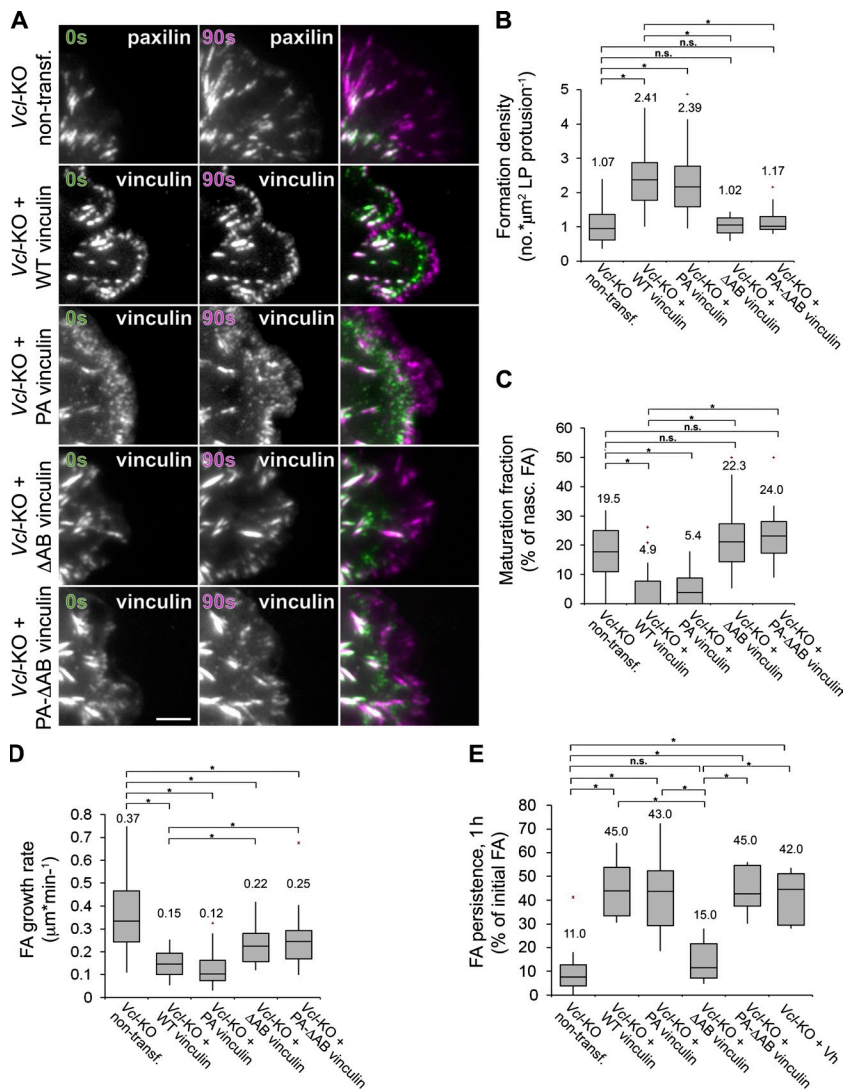 A
0s paxilin
90s paxilin
Vcl-KO
non-transf.
0s vinculin
90s vinculin
Vcl-KO +
WT vinculin
0s vinculin
90s vinculin
Vcl-KO +
PA vinculin
0s vinculin
90s vinculin
Vcl-KO +
ΔAB vinculin
0s vinculin
90s vinculin
Vcl-KO +
PA-ΔAB vinculin
B
*
*
n.s.
n.s.
*
*
Formation density
(no.*µm² LP protusion⁻¹)
6
5
4
3
2
1
0
1.07
2.41
2.39
1.02
1.17
Vcl-KO
non-transf.
Vcl-KO +
WT vinculin
Vcl-KO +
PA vinculin
Vcl-KO +
ΔAB vinculin
Vcl-KO +
PA-ΔAB vinculin
C
*
*
n.s.
n.s.
*
*
Maturation fraction
(% of nasc. FA)
60
50
40
30
20
10
0
19.5
4.9
5.4
22.3
24.0
Vcl-KO
non-transf.
Vcl-KO +
WT vinculin
Vcl-KO +
PA vinculin
Vcl-KO +
ΔAB vinculin
Vcl-KO +
PA-ΔAB vinculin
D
*
*
*
*
*
*
FA growth rate
(µm*min-¹)
0.8
0.7
0.6
0.5
0.4
0.3
0.2
0.1
0
0.37
0.15
0.12
0.22
0.25
Vcl-KO
non-transf.
Vcl-KO +
WT vinculin
Vcl-KO +
PA vinculin
Vcl-KO +
ΔAB vinculin
Vcl-KO +
PA-ΔAB vinculin
E
*
*
n.s.
*
*
*
*
*
*
FA persistence, 1 h
(% of initial FA)
80
70
60
50
40
30
20
10
0
11.0
45.0
43.0
15.0
45.0
42.0
Vcl-KO
non-transf.
Vcl-KO +
WT vinculin
Vcl-KO +
PA vinculin
Vcl-KO +
ΔAB vinculin
Vcl-KO +
PA-ΔAB vinculin
Vcl-KO + Vh